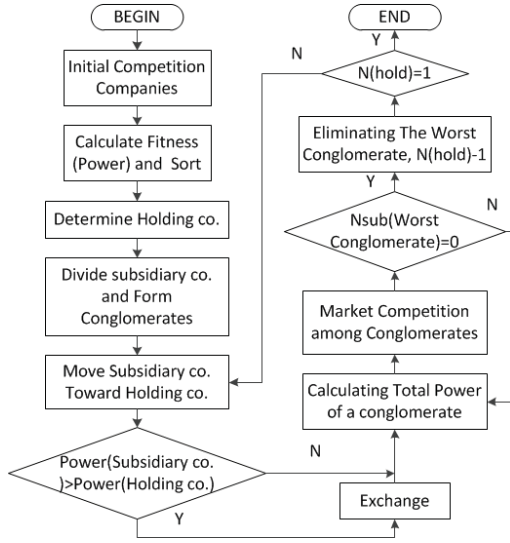 BEGIN
Initial Competition
Companies
Calculate Fitness
(Power) and Sort
Determine Holding co.
Divide subsidiary co.
and Form
Conglomerates
Move Subsidiary co.
Toward Holding co.
Power(Subsidiary co.
)>Power(Holding co.)
Y
N
Exchange
Calculating Total Power
of a conglomerate
Market Competition
among Conglomerates
Nsub(Worst
Conglomerate)=0
N
Y
Eliminating The Worst
Conglomerate, N(hold)-1
N(hold)=1
N
Y
END